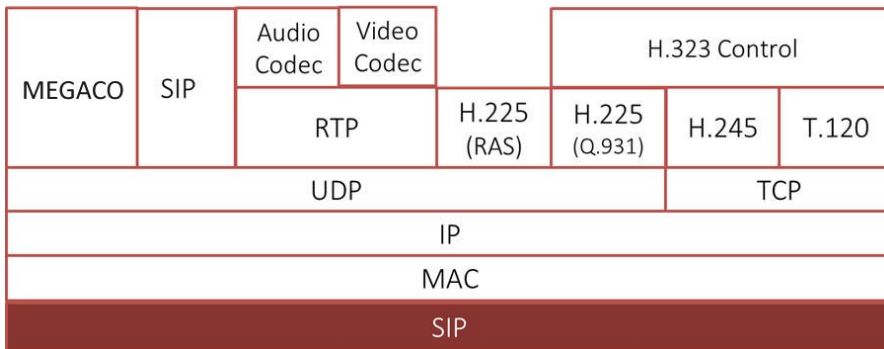 MEGACO
SIP
Audio
Codec
Video
Codec
H.323 Control
RTP
H.225
(RAS)
H.225
(Q.931)
H.245
T.120
UDP
TCP
IP
MAC
SIP